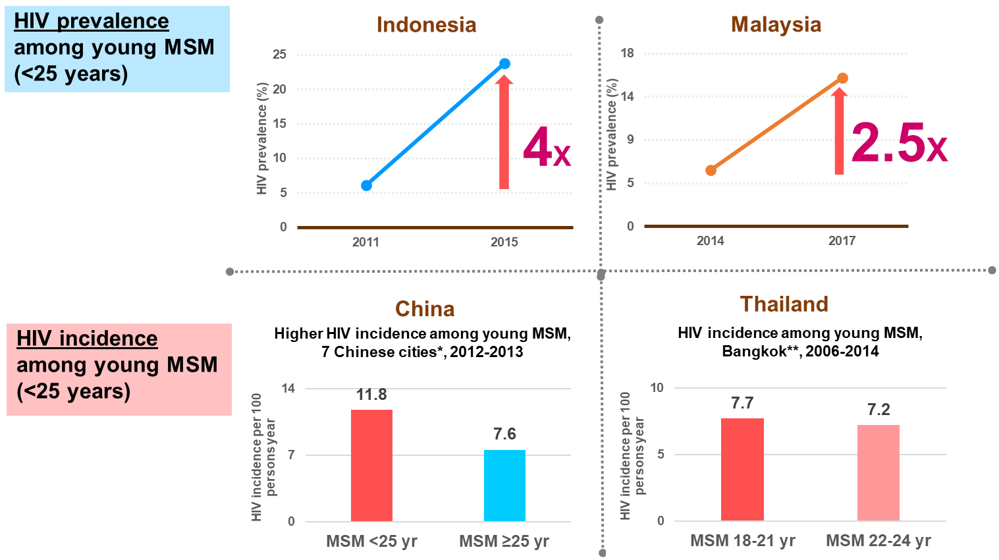 HIV prevalence
among young MSM
(<25 years)
Indonesia
HIV prevalence (%)
25
20
15
10
5
0
2011
2015
4x
Malaysia
HIV prevalence (%)
18
14
9
5
0
2014
2017
2.5x
HIV incidence
among young MSM
(<25 years)
China
Higher HIV incidence among young MSM,
7 Chinese cities*, 2012-2013
HIV incidence per 100
persons year
14
7
0
11.8
7.6
MSM <25 yr
MSM ≥25 yr
Thailand
HIV incidence among young MSM,
Bangkok**, 2006-2014
HIV incidence per 100
persons year
10
5
0
7.7
7.2
MSM 18-21 yr
MSM 22-24 yr